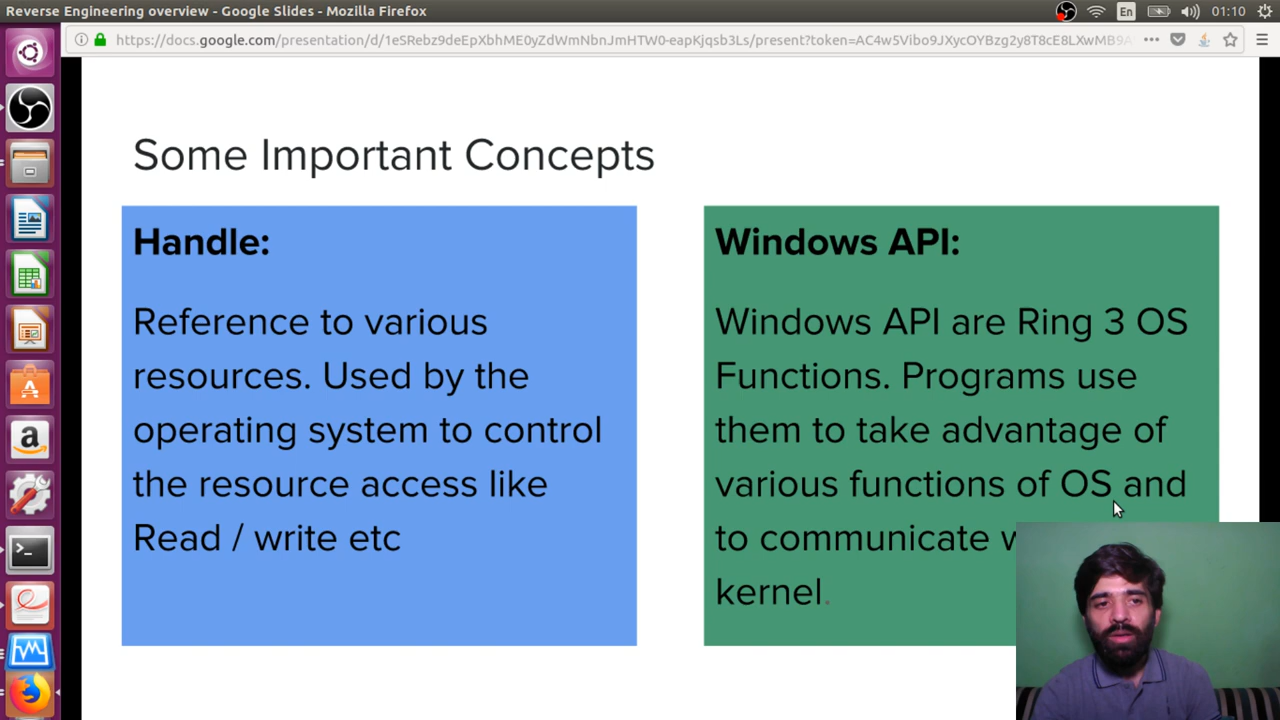 Reverse Engineering overview - Google Slides - Mozilla Firefox
En
01:10
https://docs.google.com/presentation/d/1eSRebz9deEpXbhME0yZdWmNbnJmHTW0-eapKjqsb3Ls/present?token=AC4w5Vibo9JXycOYBzg2y8T8cE8LXwMB9A
Some Important Concepts
Handle:
Reference to various
resources. Used by the
operating system to control
the resource access like
Read / write etc
Windows API:
Windows API are Ring 3 OS
Functions. Programs use
them to take advantage of
various functions of OS and
to communicate
kernel.